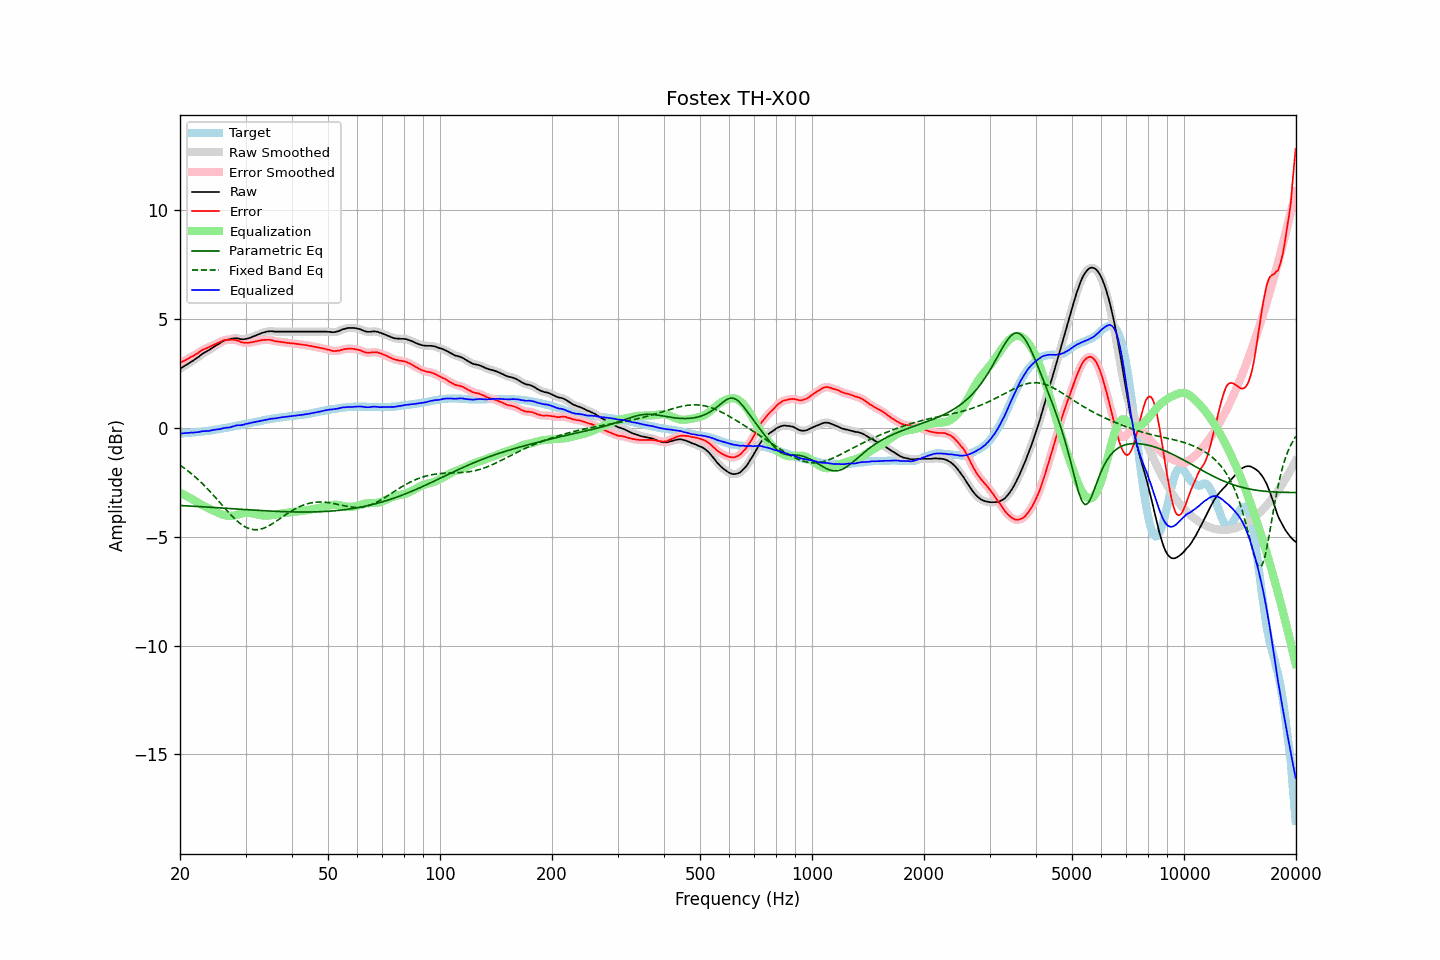 Fostex TH-X00
Target
Raw Smoothed
Error Smoothed
Raw
Error
Equalization
Parametric Eq
Fixed Band Eq
Equalized
10
5
0
−5
−10
−15
Amplitude (dBr)
20
50
100
200
500
1000
2000
5000
10000
20000
Frequency (Hz)